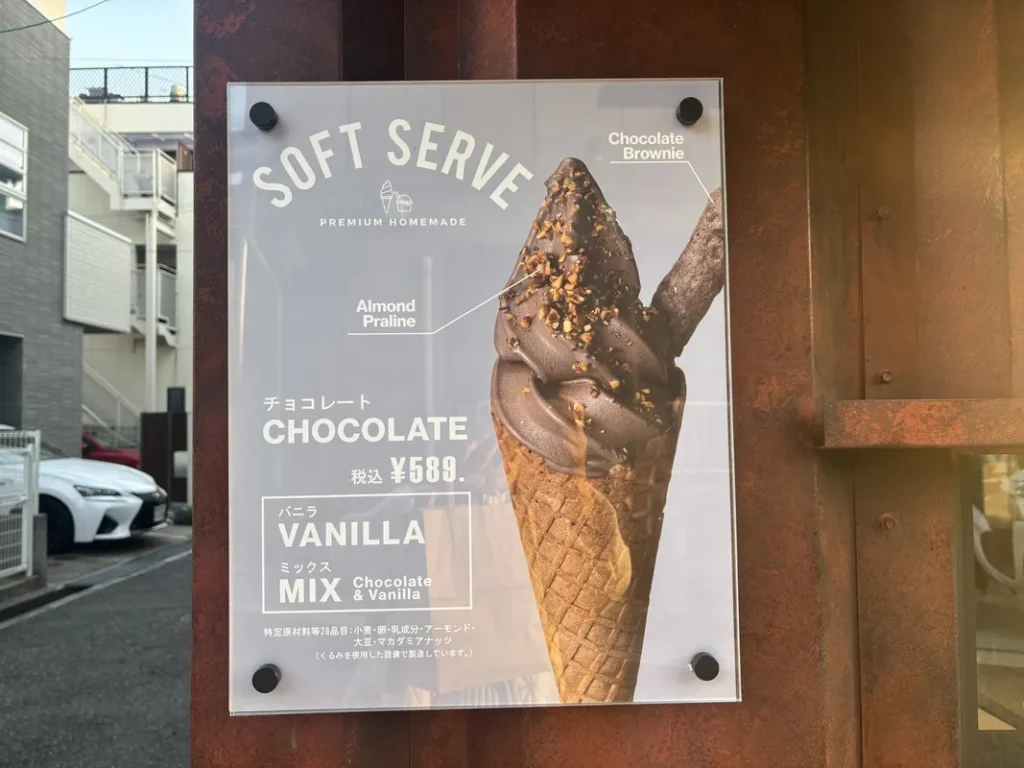 SOFT SERVE
PREMIUM HOMEMADE
Chocolate
Brownie
Almond
Praline
チョコレート
CHOCOLATE
税込 ¥589.
バニラ
VANILLA
ミックス
MIX Chocolate
& Vanilla
特定原材料等28品目:小麦・卵・乳成分・アーモンド・
大豆・マカダミアナッツ
(くるみを使用した設備で製造しています。)